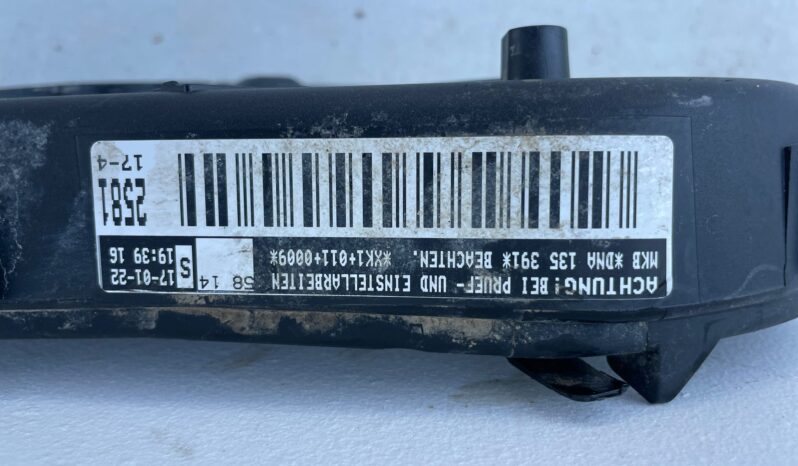 ACHTUNG! BEI PRUEF- UND EINSTELLARBEITEN
MKB *DNA 135 391* BEACHTEN.
*XK1+011+0009*
58 14
S
17-01-22
19:39 16
2581
17-4